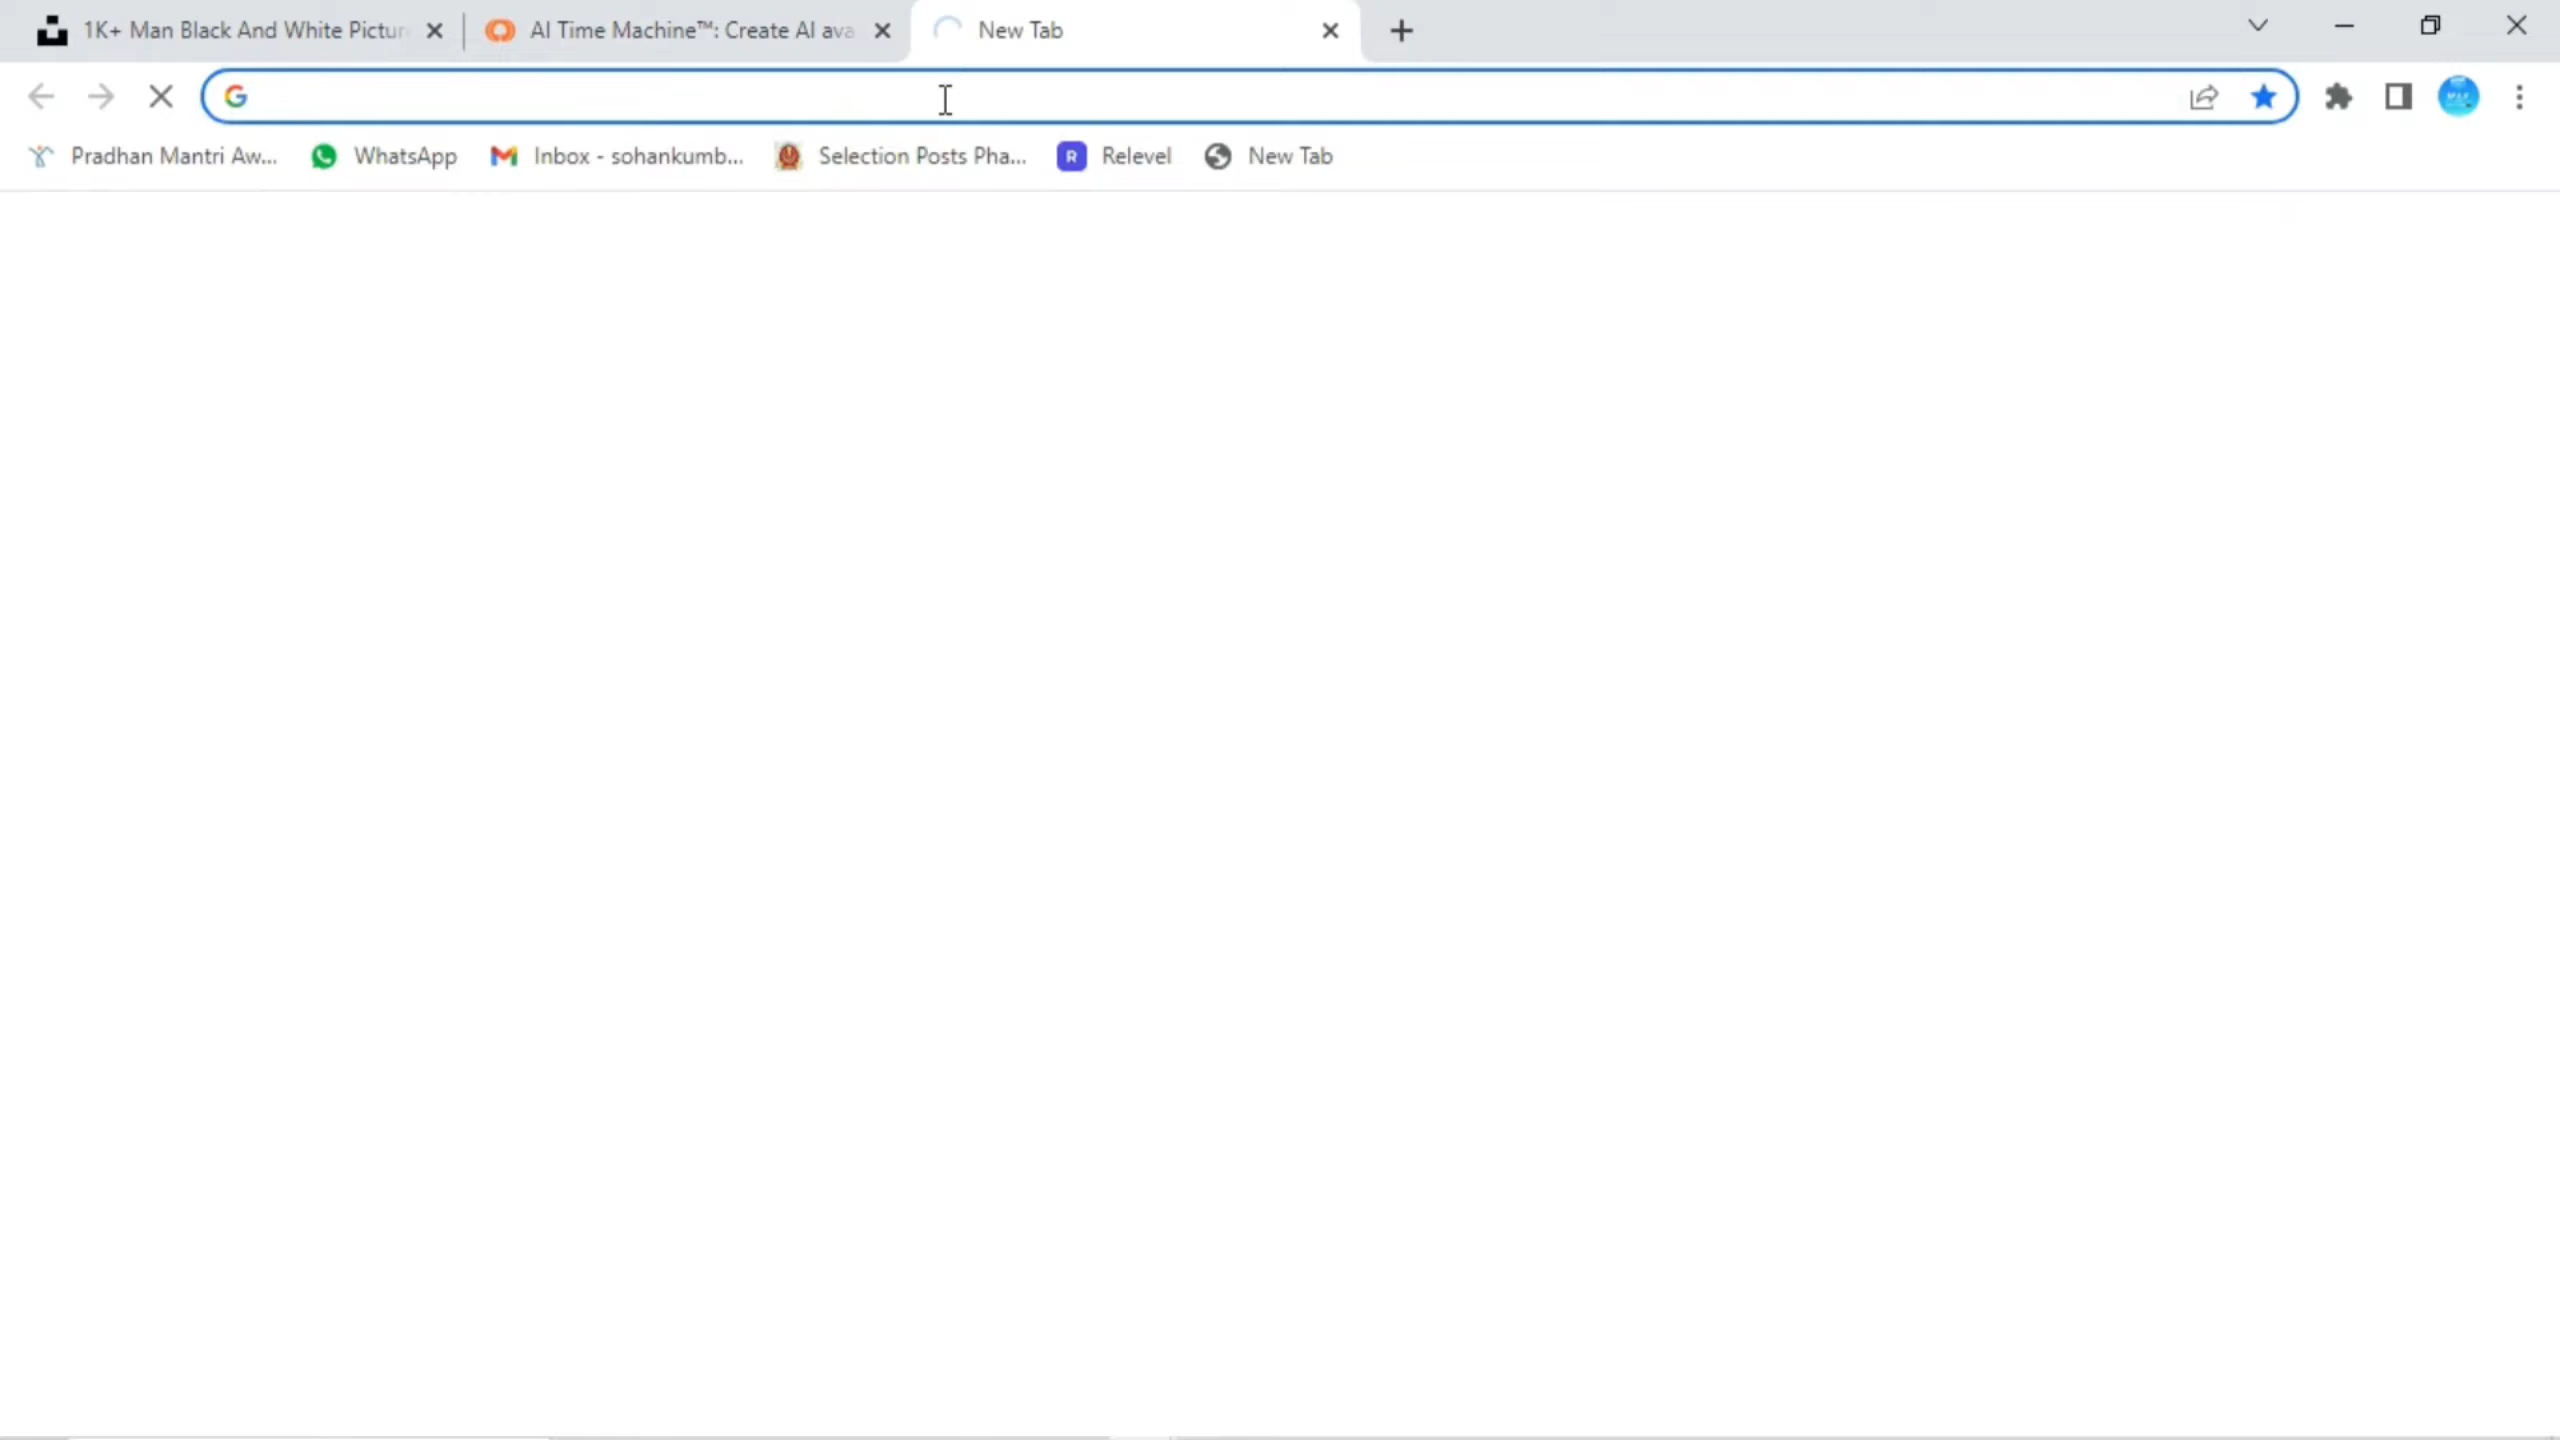 1K+ Man Black And White Pictur
AI Time Machine™: Create AI ava
New Tab
Pradhan Mantri Aw...
WhatsApp
Inbox - sohankumb...
Selection Posts Pha...
R
Relevel
New Tab